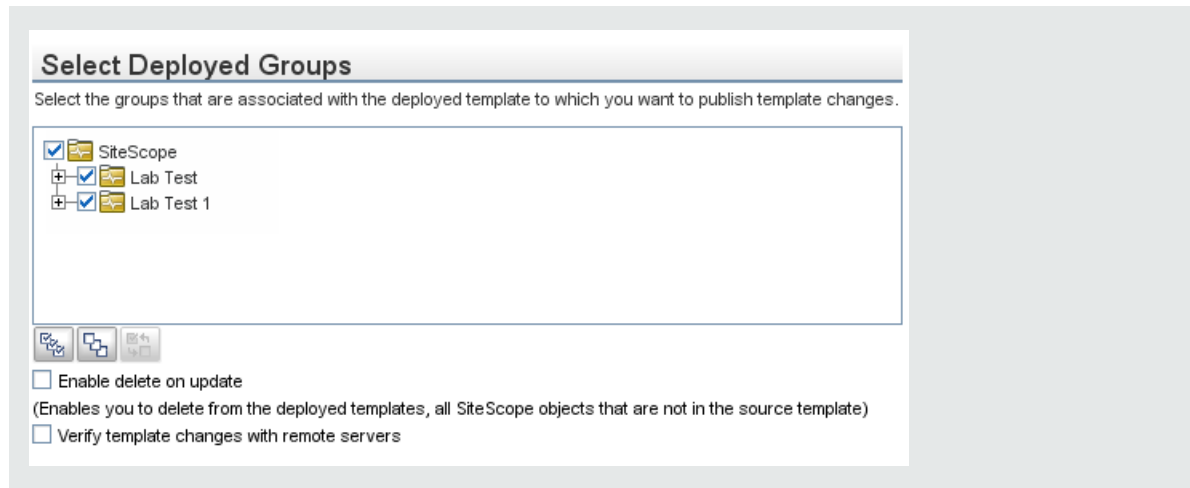 Select Deployed Groups
Select the groups that are associated with the deployed template to which you want to publish template changes.
SiteScope
Lab Test
Lab Test 1
Enable delete on update
(Enables you to delete from the deployed templates, all SiteScope objects that are not in the source template)
Verify template changes with remote servers